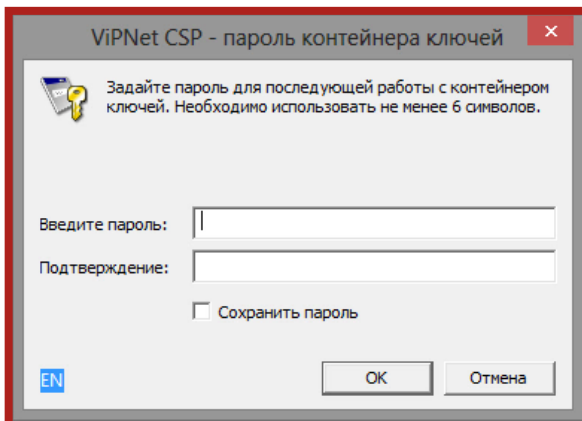 ViPNet CSP - пароль контейнера ключей
Задайте пароль для последующей работы с контейнером
ключей. Необходимо использовать не менее 6 символов.
Введите пароль:
Подтверждение:
Сохранить пароль
EN
OK
Отмена